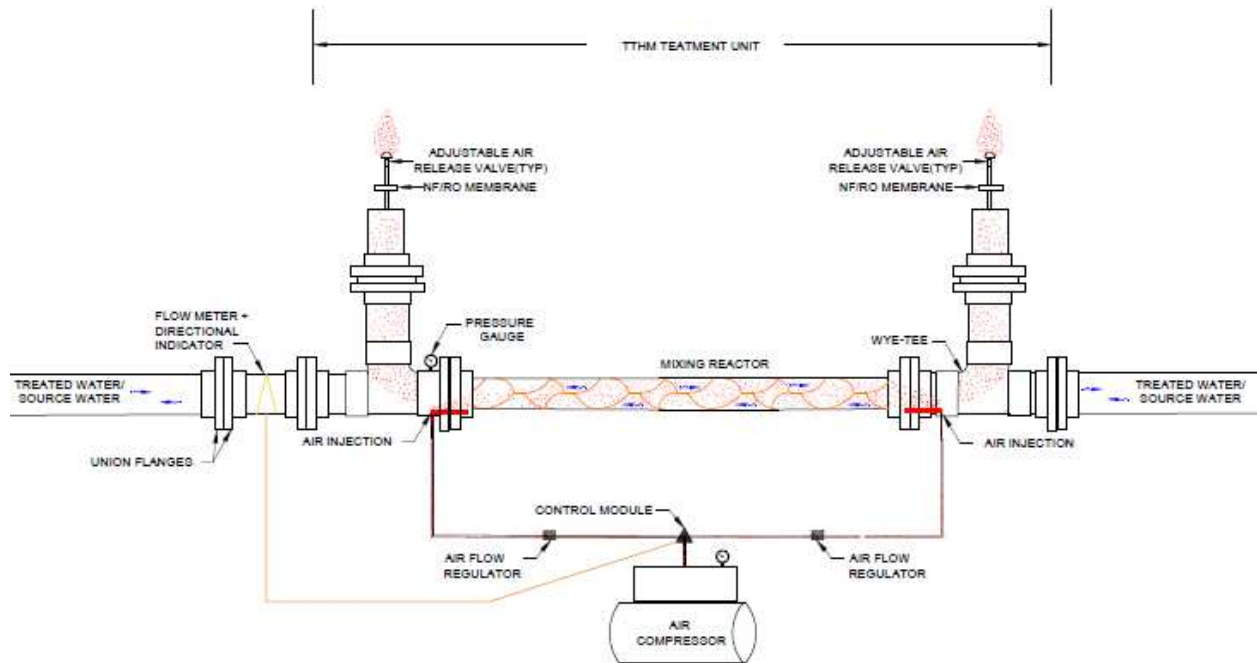 TTHM TEATMENT UNIT
ADJUSTABLE AIR
RELEASE VALVE(TYP)
NF/RO MEMBRANE
ADJUSTABLE AIR
RELEASE VALVE(TYP)
NF/RO MEMBRANE
FLOW METER +
DIRECTIONAL
INDICATOR
PRESSURE
GAUGE
WYE-TEE
MIXING REACTOR
TREATED WATER/
SOURCE WATER
TREATED WATER/
SOURCE WATER
AIR INJECTION
AIR INJECTION
UNION FLANGES
CONTROL MODULE
AIR FLOW
REGULATOR
AIR FLOW
REGULATOR
AIR
COMPRESSOR